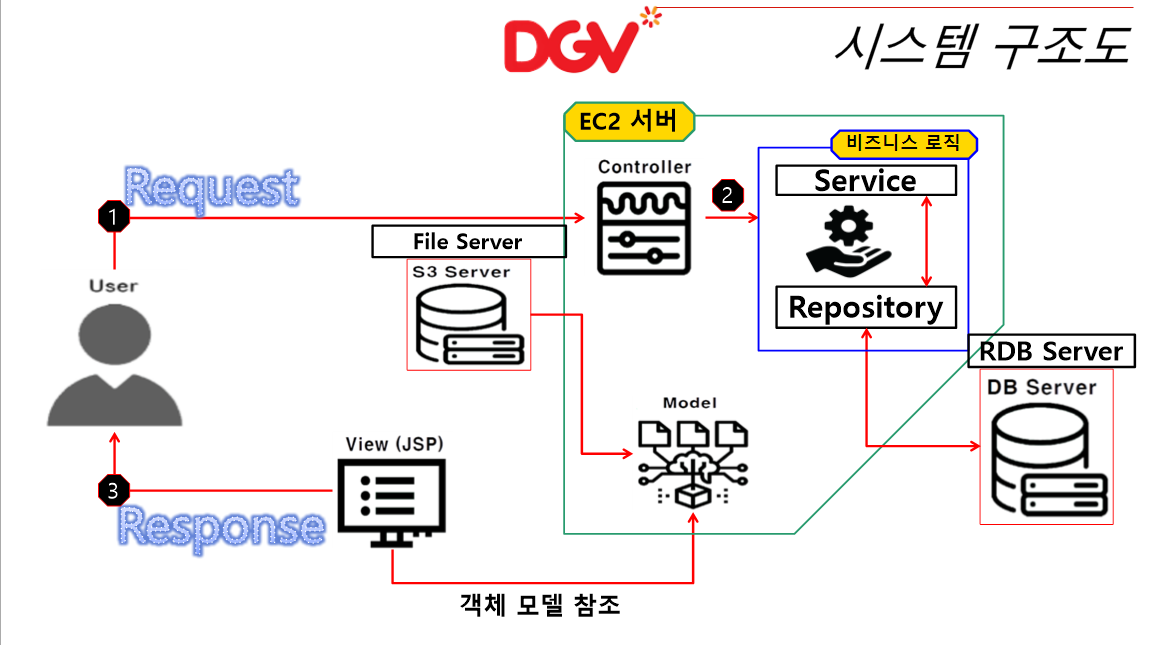 DGV
시스템 구조도
EC2 서버
비즈니스 로직
Controller
Service
Request
2
1
File Server
S3 Server
User
Repository
RDB Server
DB Server
Model
View (JSP)
3
Response
객체 모델 참조